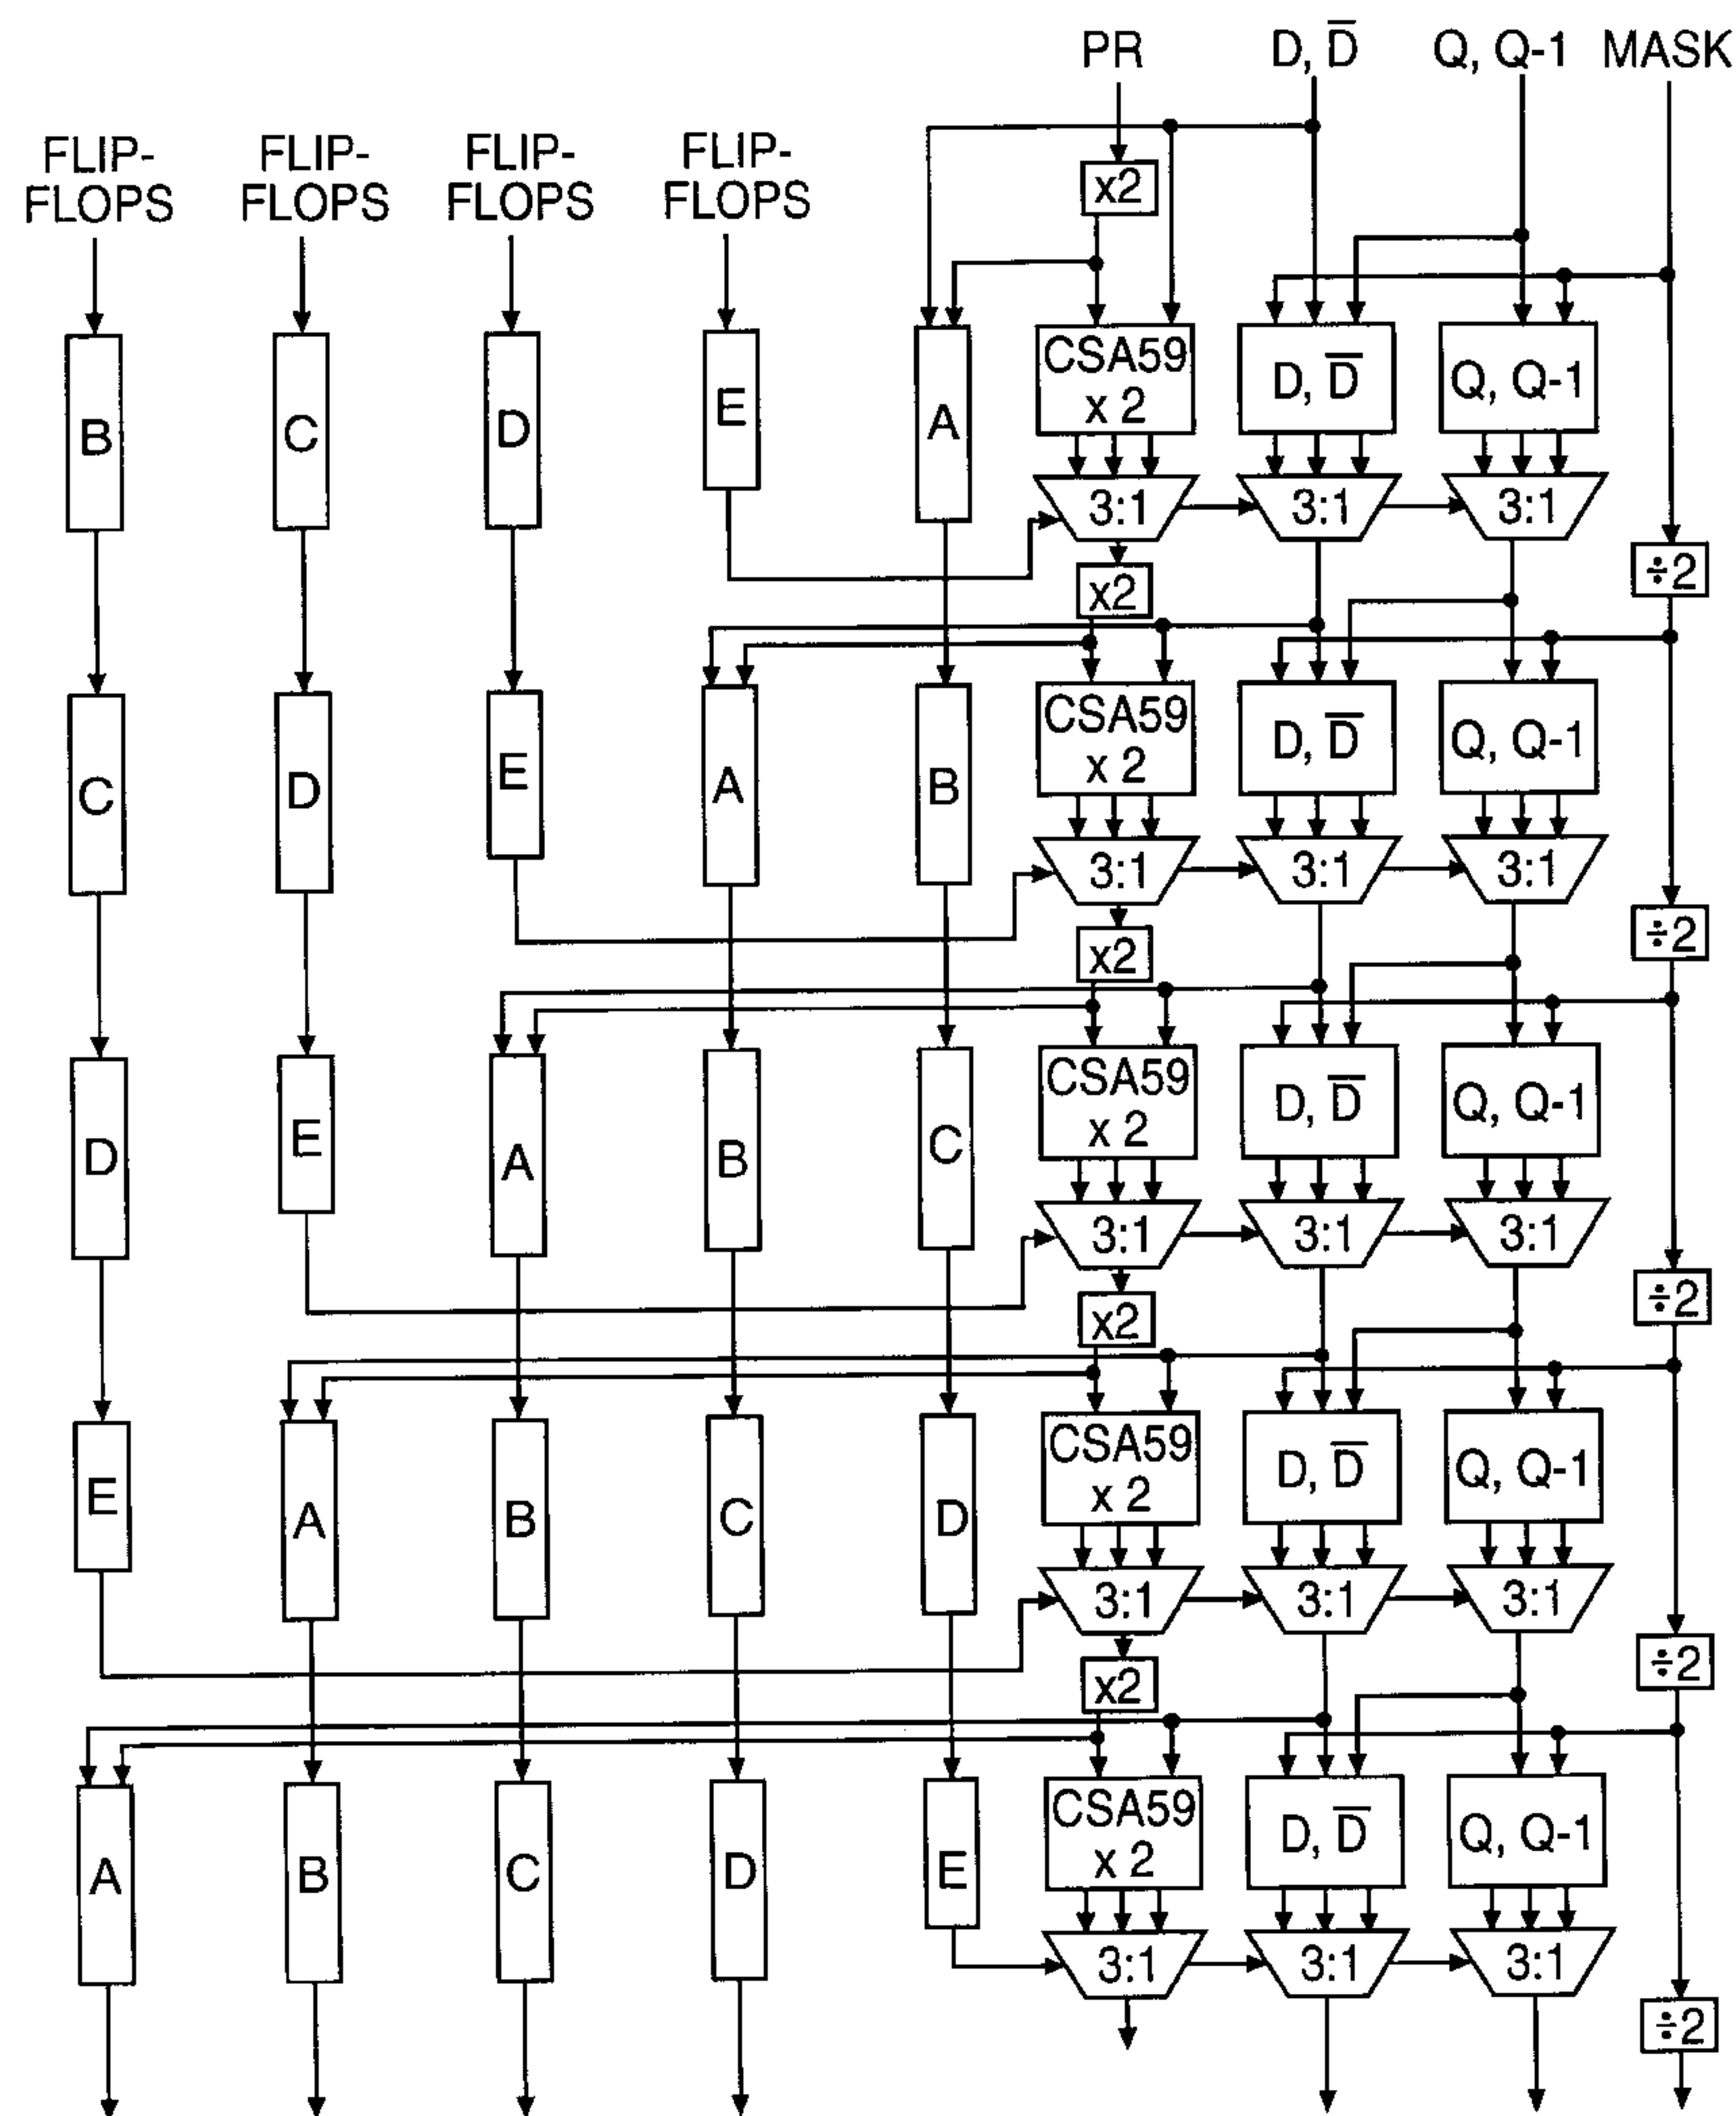 PR D, D̅ Q, Q-1 MASK
FLIP-
FLOPS
FLIP-
FLOPS
FLIP-
FLOPS
FLIP-
FLOPS
x2
B C D E A
CSA59
x 2
D, D̅
Q, Q-1
3:1 3:1 3:1
÷2
x2
C D E A B
CSA59
x 2
D, D̅
Q, Q-1
3:1 3:1 3:1
÷2
x2
D E A B C
CSA59
x 2
D, D̅
Q, Q-1
3:1 3:1 3:1
÷2
x2
E A B C D
CSA59
x 2
D, D̅
Q, Q-1
3:1 3:1 3:1
÷2
x2
A B C D E
CSA59
x 2
D, D̅
Q, Q-1
3:1 3:1 3:1
÷2